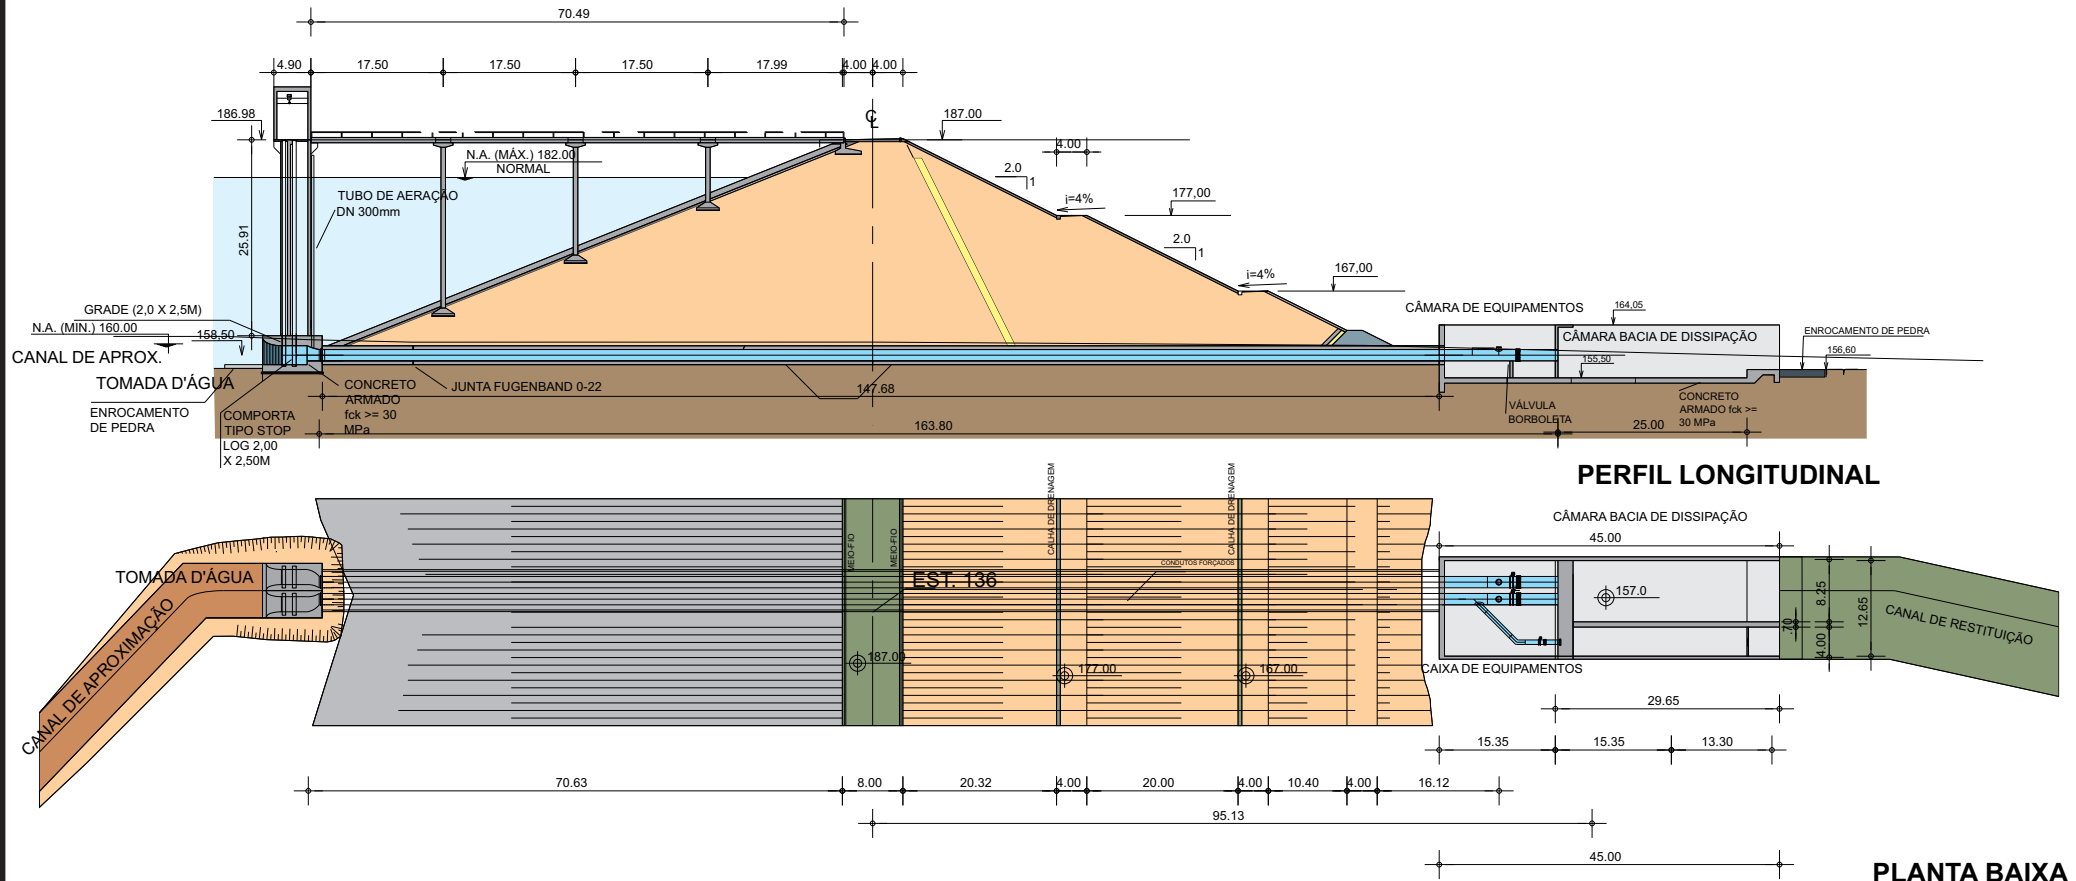 70.49
4.90
17.50
17.50
17.50
17.99
4.00
4.00
186.98
C
L
187.00
4.00
N.A. (MÁX.) 182.00
NORMAL
2.0
1
TUBO DE AERAÇÃO
DN 300mm
i=4%
177,00
25.91
2.0
1
i=4%
167,00
GRADE (2,0 X 2,5M)
N.A. (MIN.) 160.00
158,50
CANAL DE APROX.
TOMADA D'ÁGUA
CÂMARA DE EQUIPAMENTOS
164,05
CÂMARA BACIA DE DISSIPAÇÃO
ENROCAMENTO DE PEDRA
155,50
156,60
ENROCAMENTO
DE PEDRA
COMPORTA
TIPO STOP
LOG 2,00
X 2,50M
CONCRETO
ARMADO
fck >= 30
MPa
JUNTA FUGENBAND 0-22
147.68
163.80
VÁLVULA
BORBOLETA
CONCRETO
ARMADO fck >=
30 MPa
25.00
PERFIL LONGITUDINAL
MEIO-FIO
MEIO-FIO
CALHA DE DRENAGEM
CALHA DE DRENAGEM
CÂMARA BACIA DE DISSIPAÇÃO
45.00
TOMADA D'ÁGUA
CANAL DE APROXIMAÇÃO
CONDUTOS FORÇADOS
EST. 136
157.0
8.25
12.65
.70
4.00
CANAL DE RESTITUIÇÃO
187.00
177.00
167.00
CAIXA DE EQUIPAMENTOS
29.65
15.35
15.35
13.30
70.63
8.00
20.32
4.00
20.00
4.00
10.40
4.00
16.12
95.13
45.00
PLANTA BAIXA